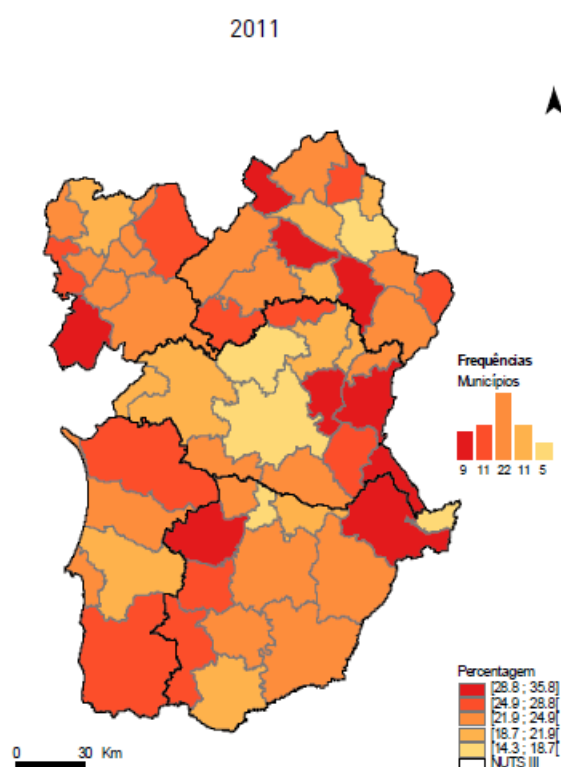 2011
Frequências
Municípios
9 11 22 11 5
Percentagem
[28.8 ; 35.8]
[24.9 ; 28.8[
[21.9 ; 24.9[
[18.7 ; 21.9[
[14.3 ; 18.7[
NUTS III
0 30 Km